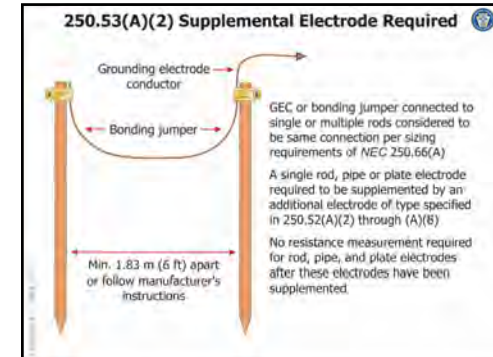 250.53(A)(2) Supplemental Electrode Required
Grounding electrode
conductor
Bonding jumper
Min. 1.83 m (6 ft) apart
or follow manufacturer's
instructions
GEC or bonding jumper connected to
single or multiple rods considered to
be same connection per sizing
requirements of NEC 250.66(A)
A single rod, pipe or plate electrode
required to be supplemented by an
additional electrode of type specified
in 250.52(A)(2) through (A)(8)
No resistance measurement required
for rod, pipe, and plate electrodes
after these electrodes have been
supplemented